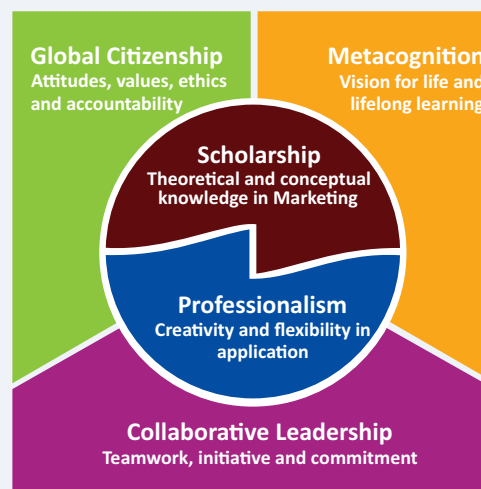 Global Citizenship
Attitudes, values, ethics
and accountability
Metacognition
Vision for life and
lifelong learning
Scholarship
Theoretical and conceptual
knowledge in Marketing
Professionalism
Creativity and flexibility in
application
Collaborative Leadership
Teamwork, initiative and commitment